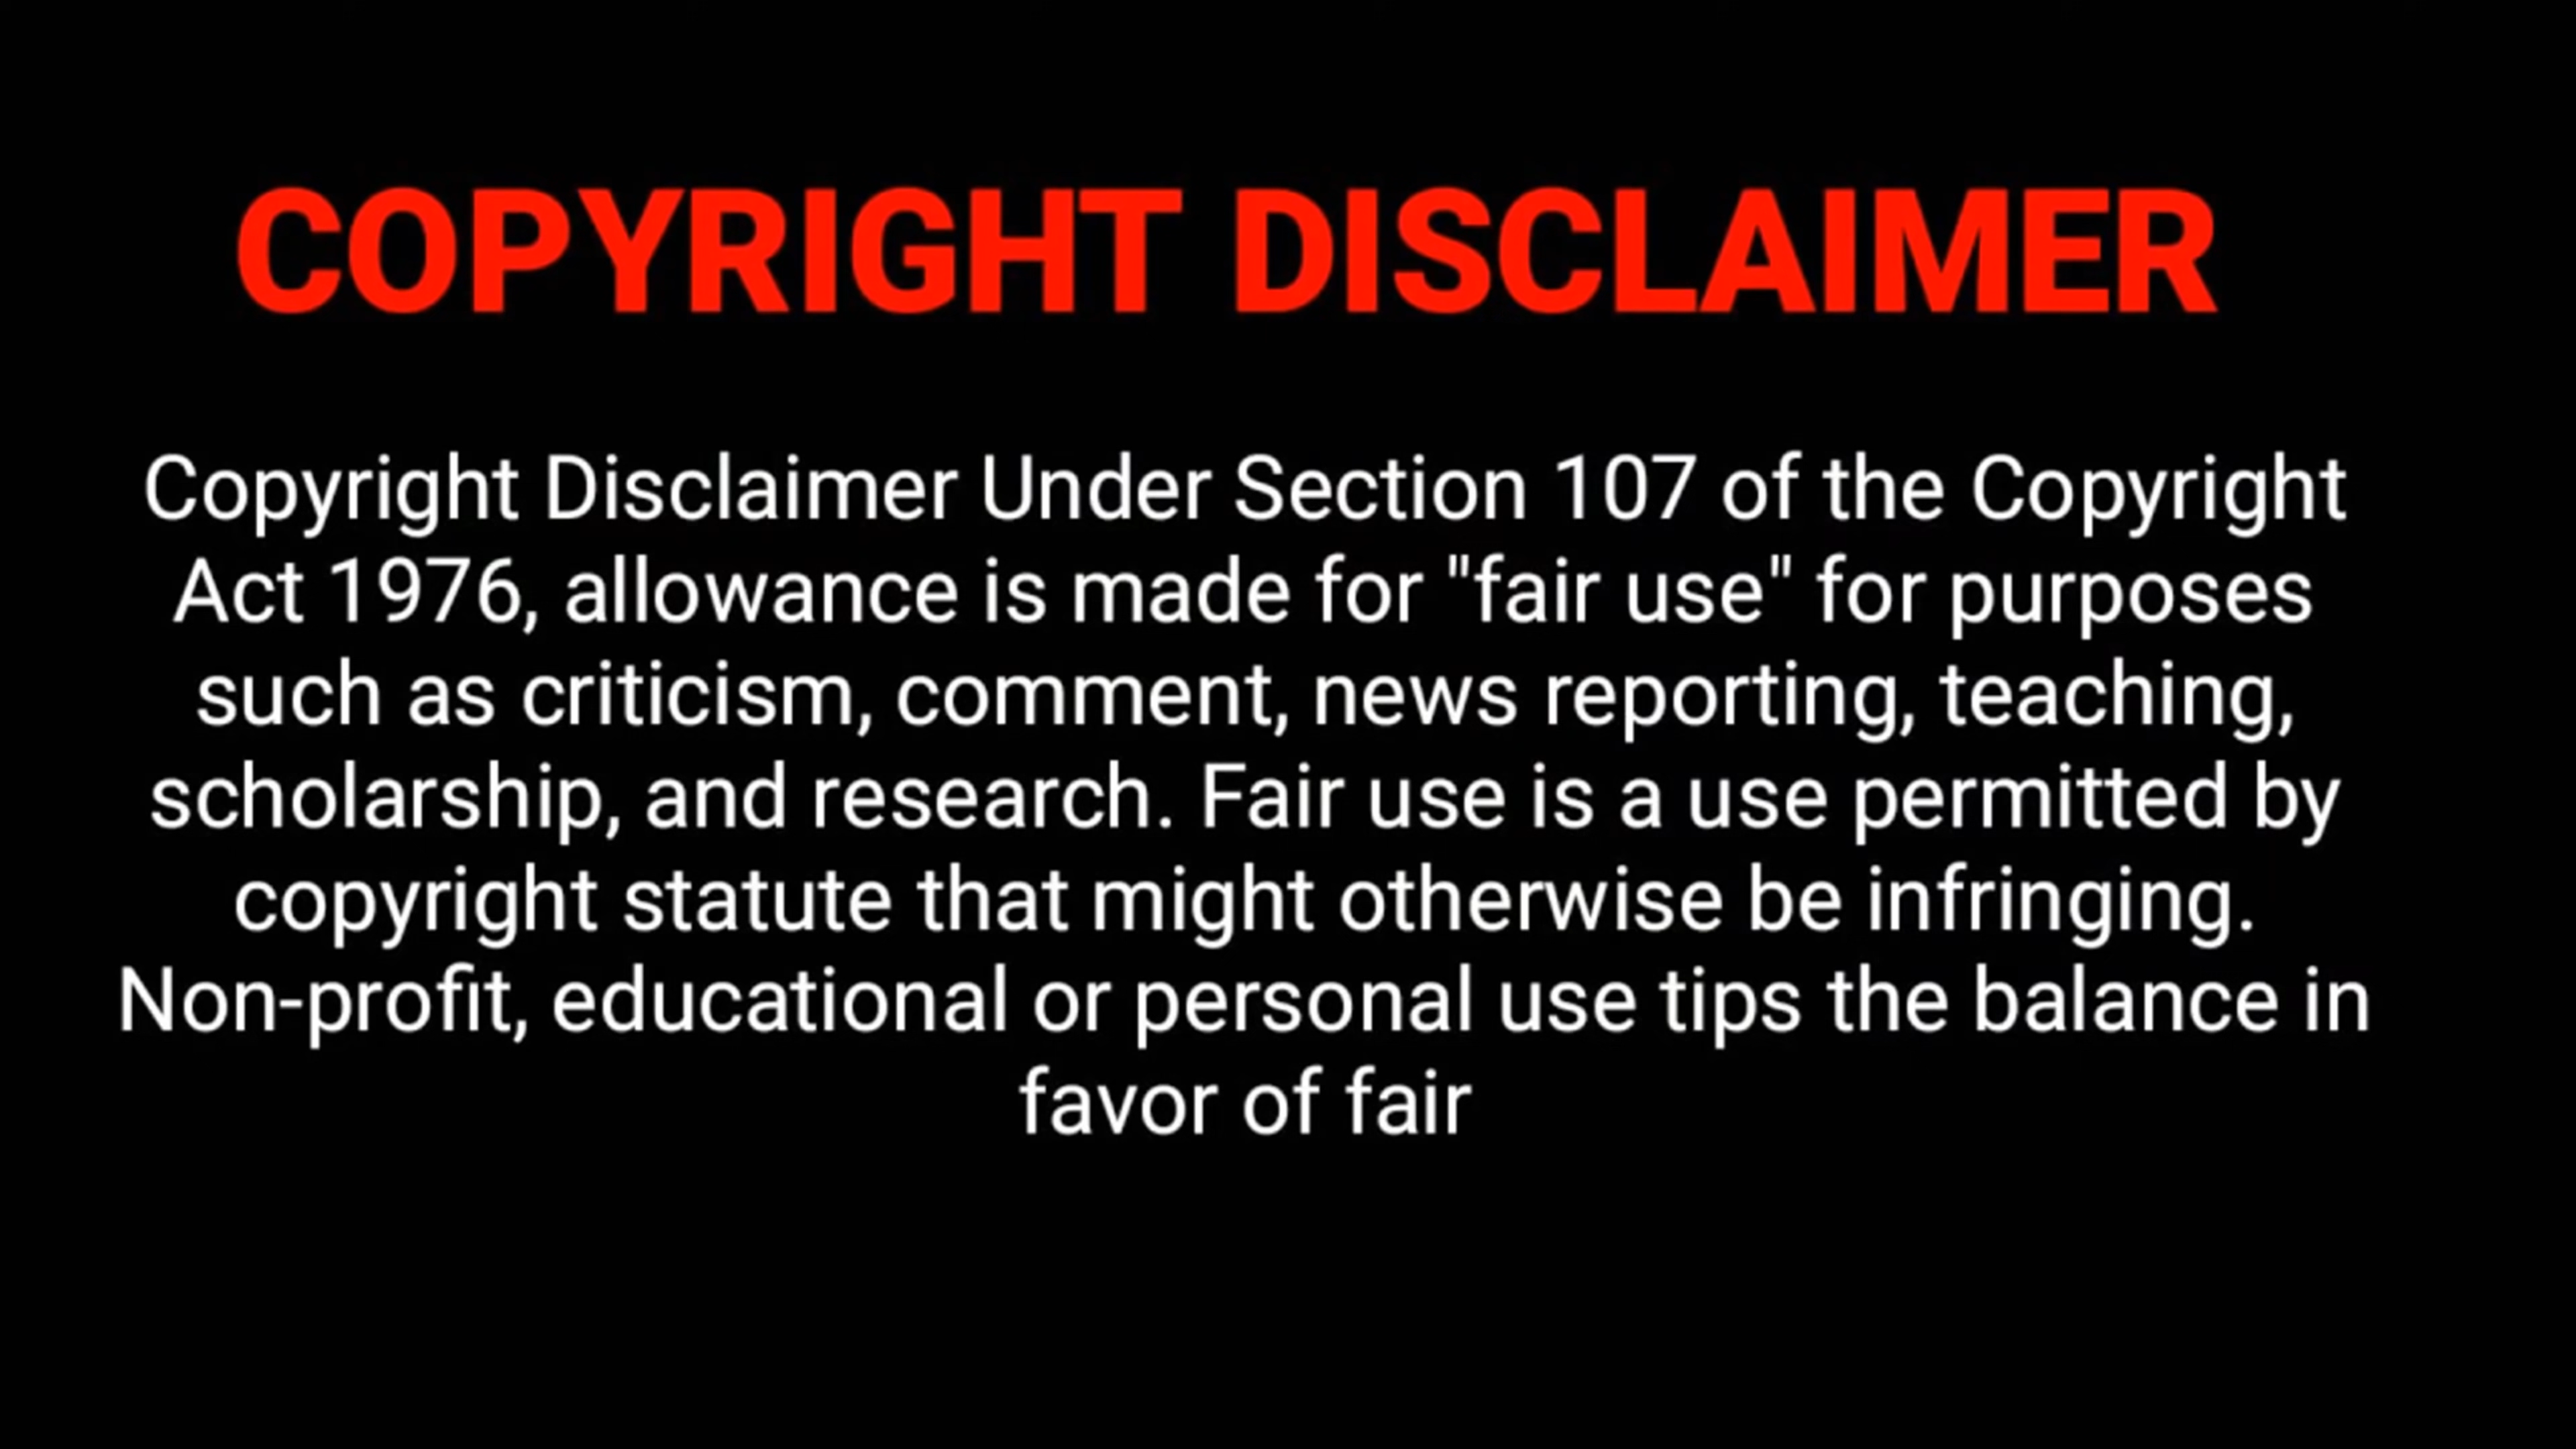 COPYRIGHT DISCLAIMER
Copyright Disclaimer Under Section 107 of the Copyright
Act 1976, allowance is made for "fair use" for purposes
such as criticism, comment, news reporting, teaching,
scholarship, and research. Fair use is a use permitted by
copyright statute that might otherwise be infringing.
Non-profit, educational or personal use tips the balance in
favor of fair